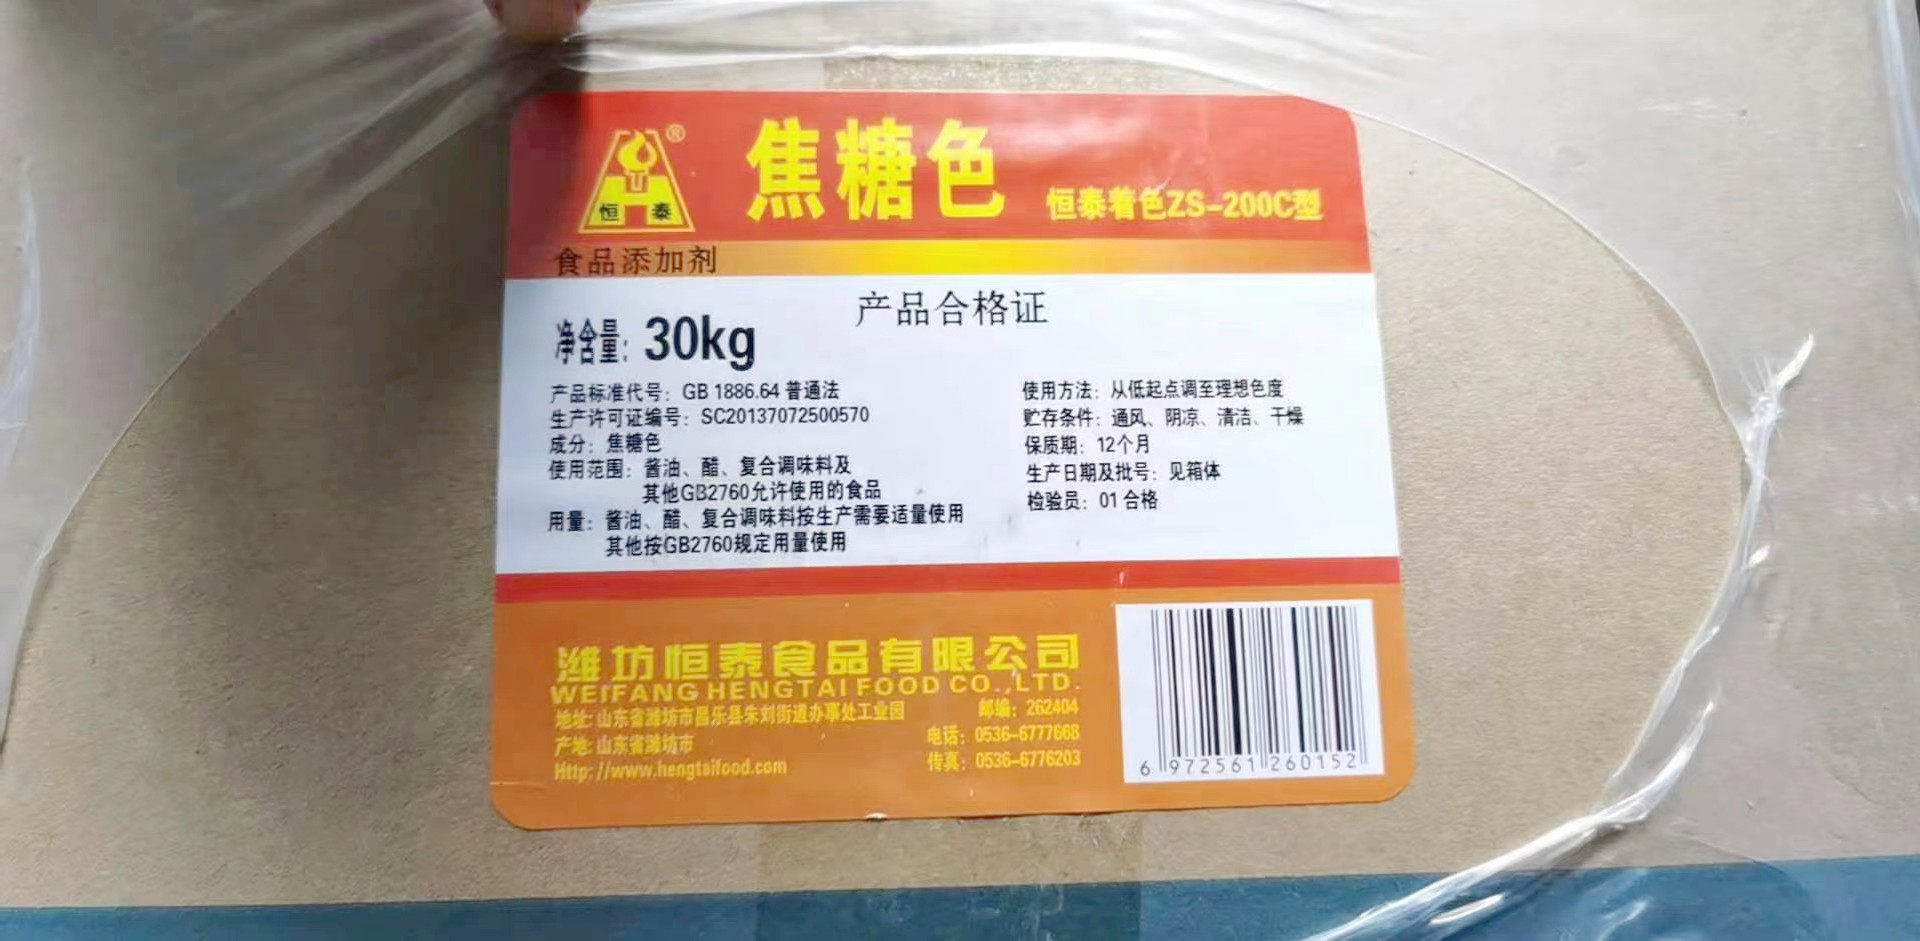 恒泰
®
焦糖色
恒泰着色ZS-200C型
食品添加剂
产品合格证
净含量: 30kg
产品标准代号: GB 1886.64 普通法
生产许可证编号: SC20137072500570
成分: 焦糖色
使用范围: 酱油、醋、复合调味料及
其他GB2760允许使用的食品
用量: 酱油、醋、复合调味料按生产需要适量使用
其他按GB2760规定用量使用
使用方法: 从低起点调至理想色度
贮存条件: 通风、阴凉、清洁、干燥
保质期: 12个月
生产日期及批号: 见箱体
检验员: 01 合格
潍坊恒泰食品有限公司
WEIFANG HENGTAI FOOD CO.,LTD.
地址: 山东省潍坊市昌乐县朱刘街道办事处工业园
邮编: 262404
产地: 山东省潍坊市
电话: 0536-6777668
Http: //www.hengtaifood.com
传真: 0536-6776203
6 972561 260152